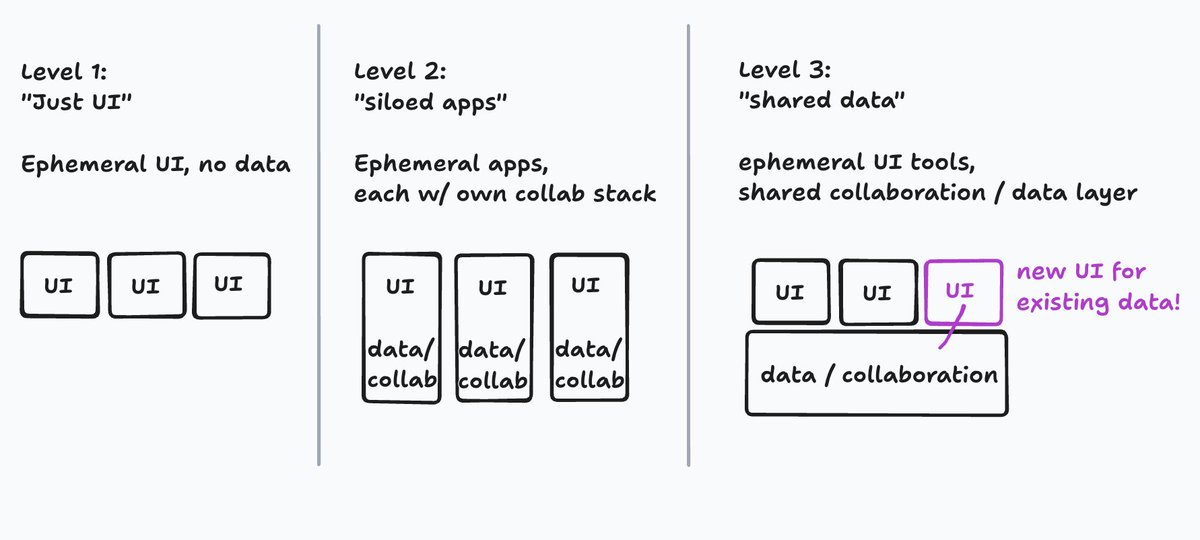 Level 1:
"Just UI"
Ephemeral UI, no data
UI
UI
UI
Level 2:
"siloed apps"
Ephemeral apps,
each w/ own collab stack
UI
data/
collab
UI
data/
collab
UI
data/
collab
Level 3:
"shared data"
ephemeral UI tools,
shared collaboration / data layer
UI
UI
UI
new UI for
existing data!
data / collaboration